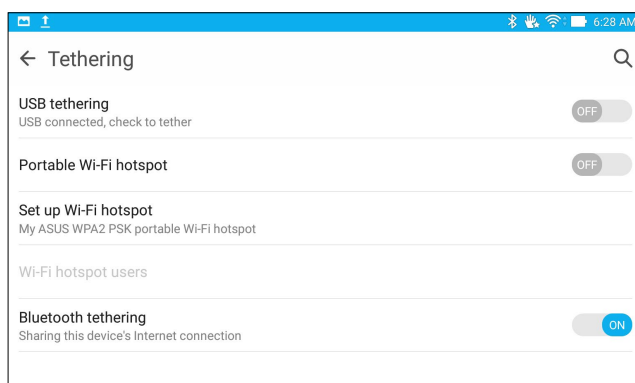 6:28 AM
Tethering
USB tethering
USB connected, check to tether
OFF
Portable Wi-Fi hotspot
OFF
Set up Wi-Fi hotspot
My ASUS WPA2 PSK portable Wi-Fi hotspot
Wi-Fi hotspot users
Bluetooth tethering
Sharing this device's Internet connection
ON